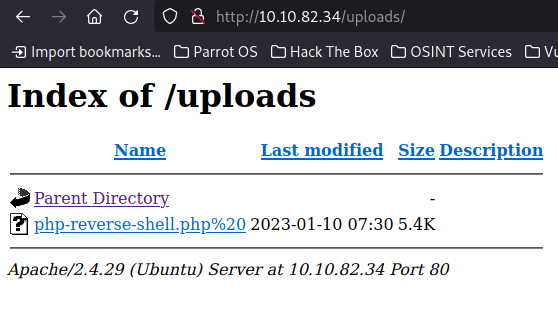 http://10.10.82.34/uploads/
Import bookmarks... Parrot OS Hack The Box OSINT Services Vu
Index of /uploads
Name Last modified Size Description
Parent Directory -
php-reverse-shell.php%20 2023-01-10 07:30 5.4K
Apache/2.4.29 (Ubuntu) Server at 10.10.82.34 Port 80